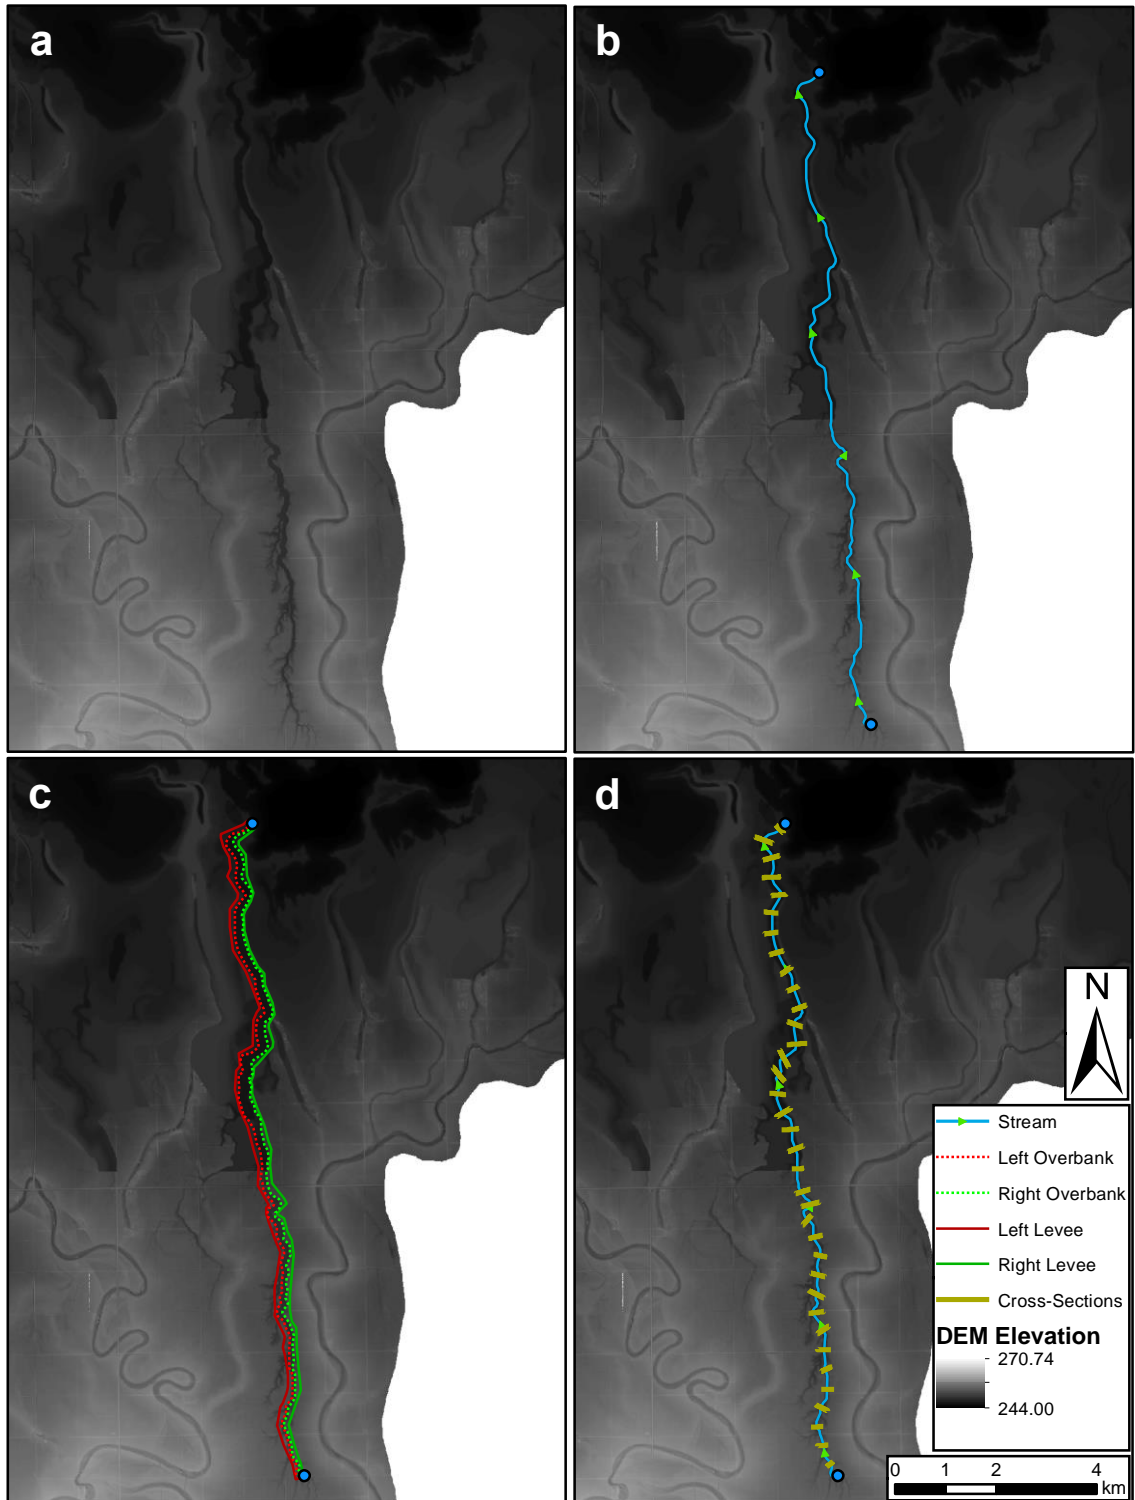 a
b
c
d
N
Stream
Left Overbank
Right Overbank
Left Levee
Right Levee
Cross-Sections
DEM Elevation
270.74
244.00
0 1 2 4
km